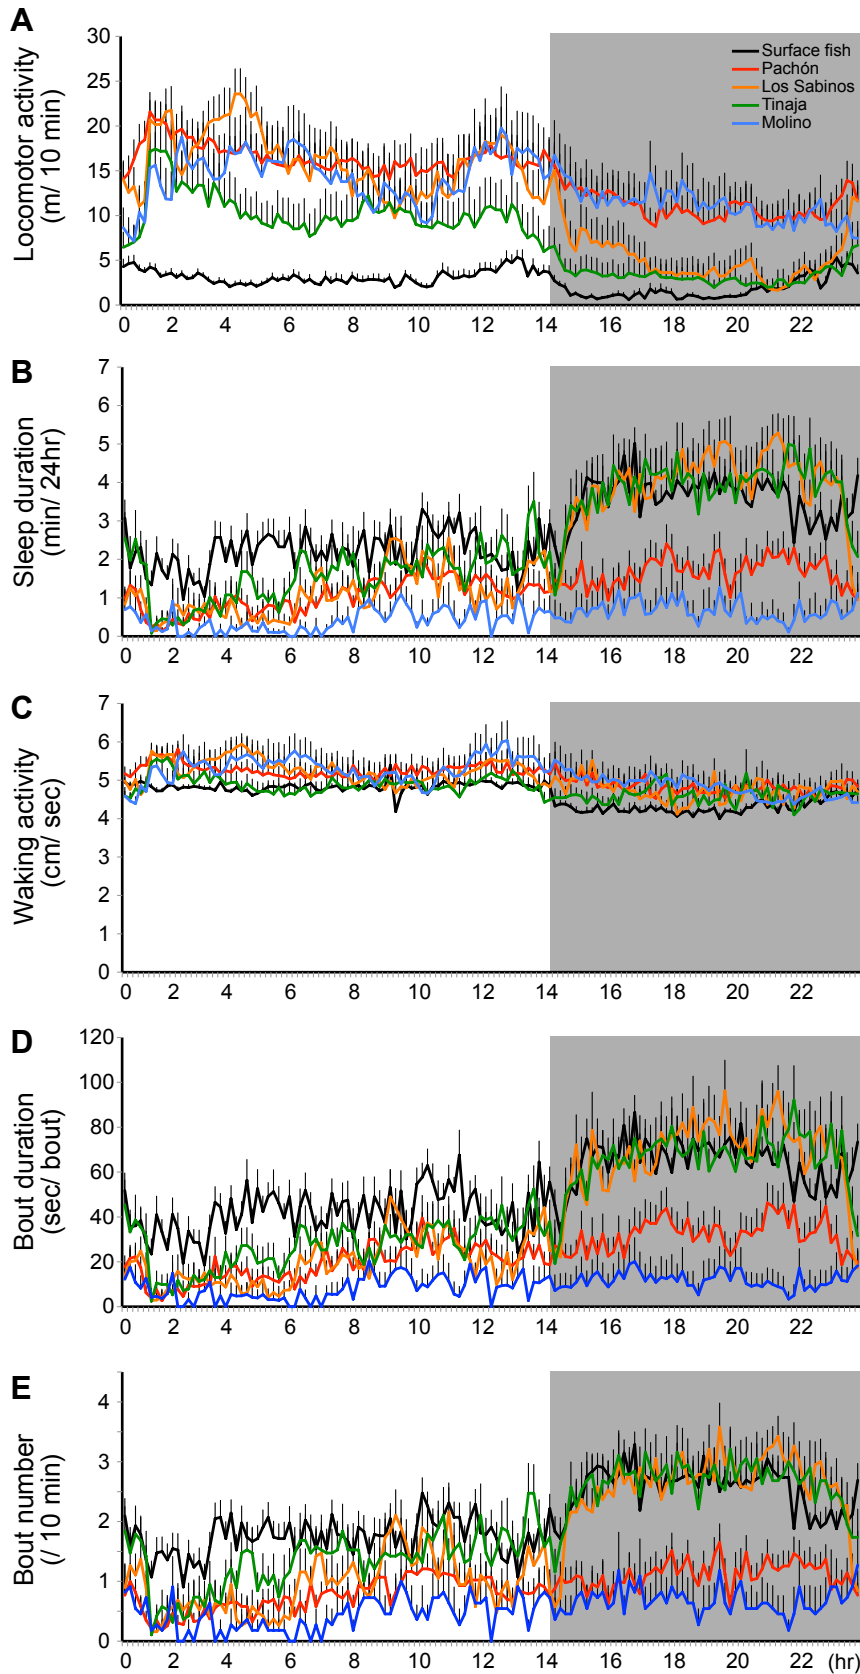 A
Locomotor activity
(m/ 10 min)
30
25
20
15
10
5
0
Surface fish
Pachón
Los Sabinos
Tinaja
Molino
0 2 4 6 8 10 12 14 16 18 20 22
B
Sleep duration
(min/ 24hr)
7
6
5
4
3
2
1
0
0 2 4 6 8 10 12 14 16 18 20 22
C
Waking activity
(cm/ sec)
7
6
5
4
3
2
1
0
0 2 4 6 8 10 12 14 16 18 20 22
D
Bout duration
(sec/ bout)
120
100
80
60
40
20
0
0 2 4 6 8 10 12 14 16 18 20 22
E
Bout number
(/ 10 min)
4
3
2
1
0
0 2 4 6 8 10 12 14 16 18 20 22 (hr)